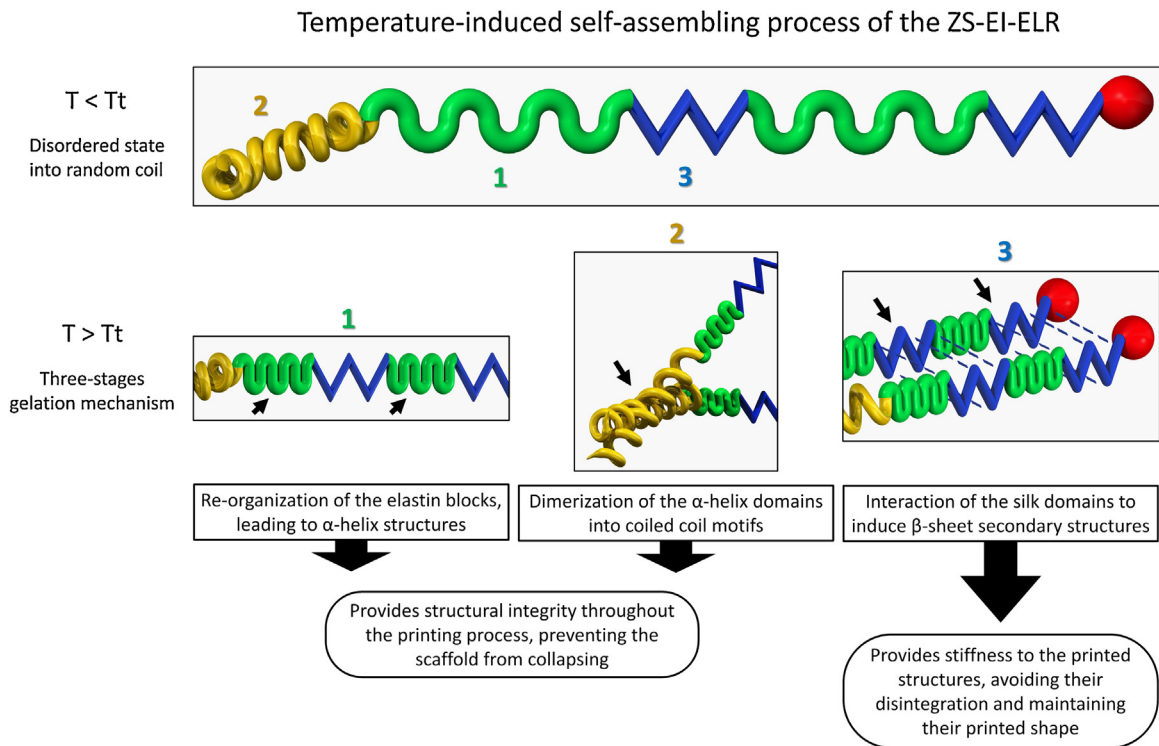 Temperature-induced self-assembling process of the ZS-EI-ELR
T < Tt
Disordered state
into random coil
2
1
3
T > Tt
Three-stages
gelation mechanism
1
2
3
Re-organization of the elastin blocks,
leading to α-helix structures
Dimerization of the α-helix domains
into coiled coil motifs
Interaction of the silk domains to
induce β-sheet secondary structures
Provides structural integrity throughout
the printing process, preventing the
scaffold from collapsing
Provides stiffness to the printed
structures, avoiding their
disintegration and maintaining
their printed shape